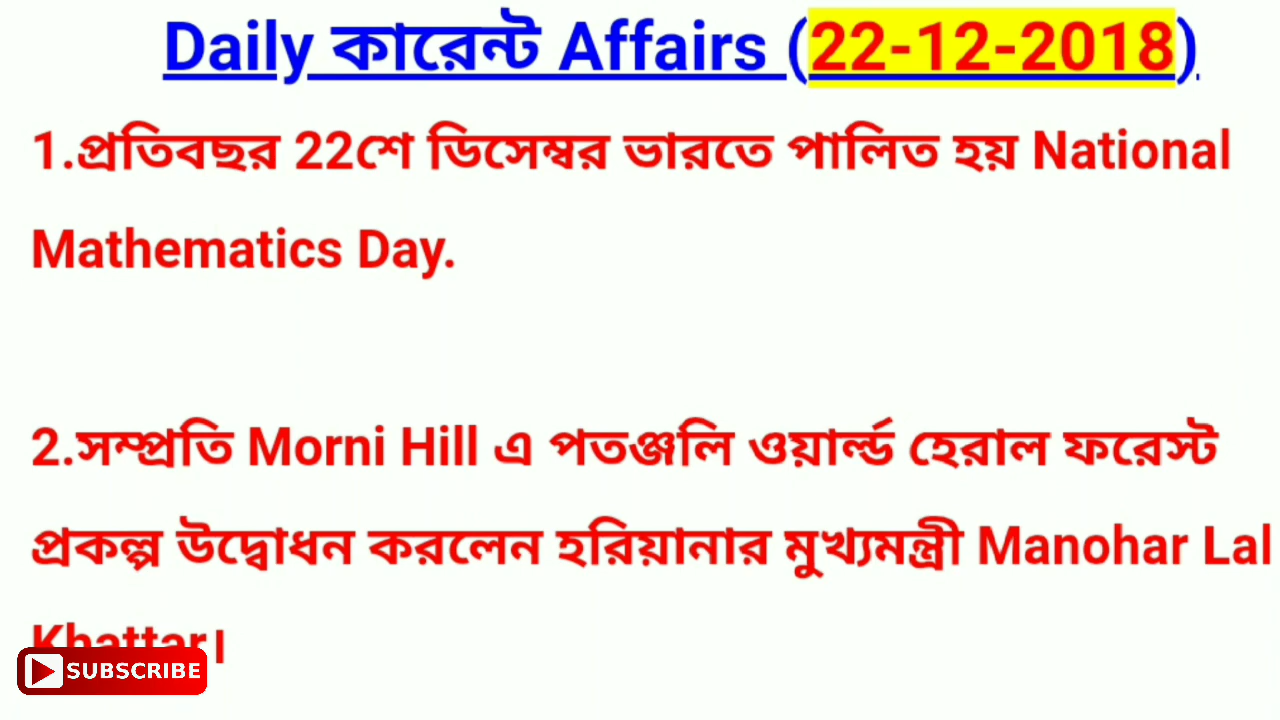 Daily কারেন্ট Affairs (22-12-2018).
1.প্রতিবছর 22শে ডিসেম্বর ভারতে পালিত হয় National
Mathematics Day.
2.সম্প্রতি Morni Hill এ পতঞ্জলি ওয়ার্ল্ড হেরাল ফরেস্ট
প্রকল্প উদ্বোধন করলেন হরিয়ানার মুখ্যমন্ত্রী Manohar Lal
Khattar।
SUBSCRIBE